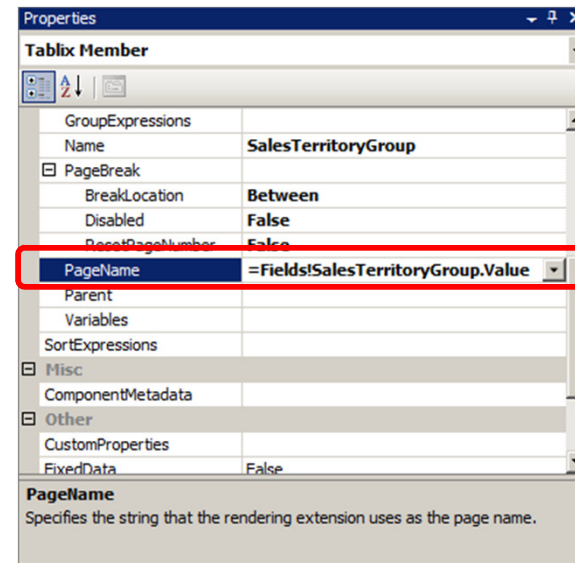 Properties
Tablix Member
GroupExpressions
Name SalesTerritoryGroup
PageBreak
BreakLocation Between
Disabled False
ResetPageNumber False
PageName =Fields!SalesTerritoryGroup.Value
Parent
Variables
SortExpressions
Misc
ComponentMetadata
Other
CustomProperties
FixedData False
PageName
Specifies the string that the rendering extension uses as the page name.